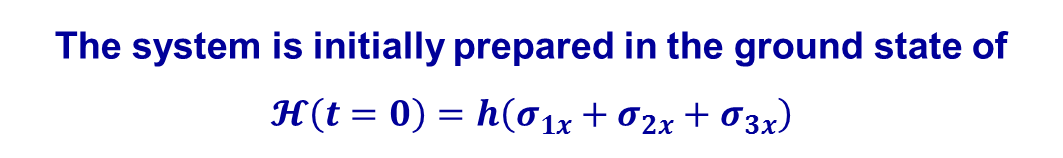 The system is initially prepared in the ground state of
ℋ(t = 0) = h(σ₁ₓ + σ₂ₓ + σ₃ₓ)